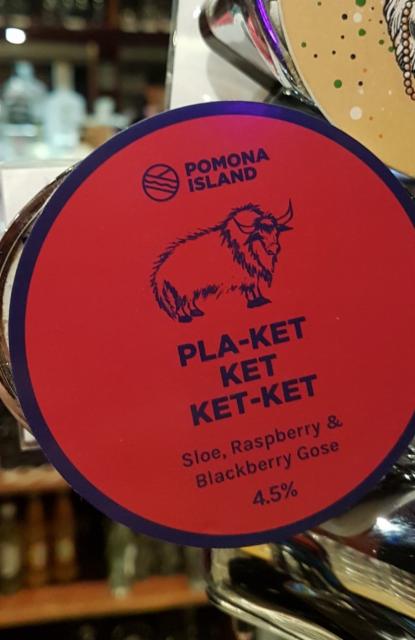 POMONA
ISLAND
PLA-KET
KET
KET-KET
Sloe, Raspberry &
Blackberry Gose
4.5%